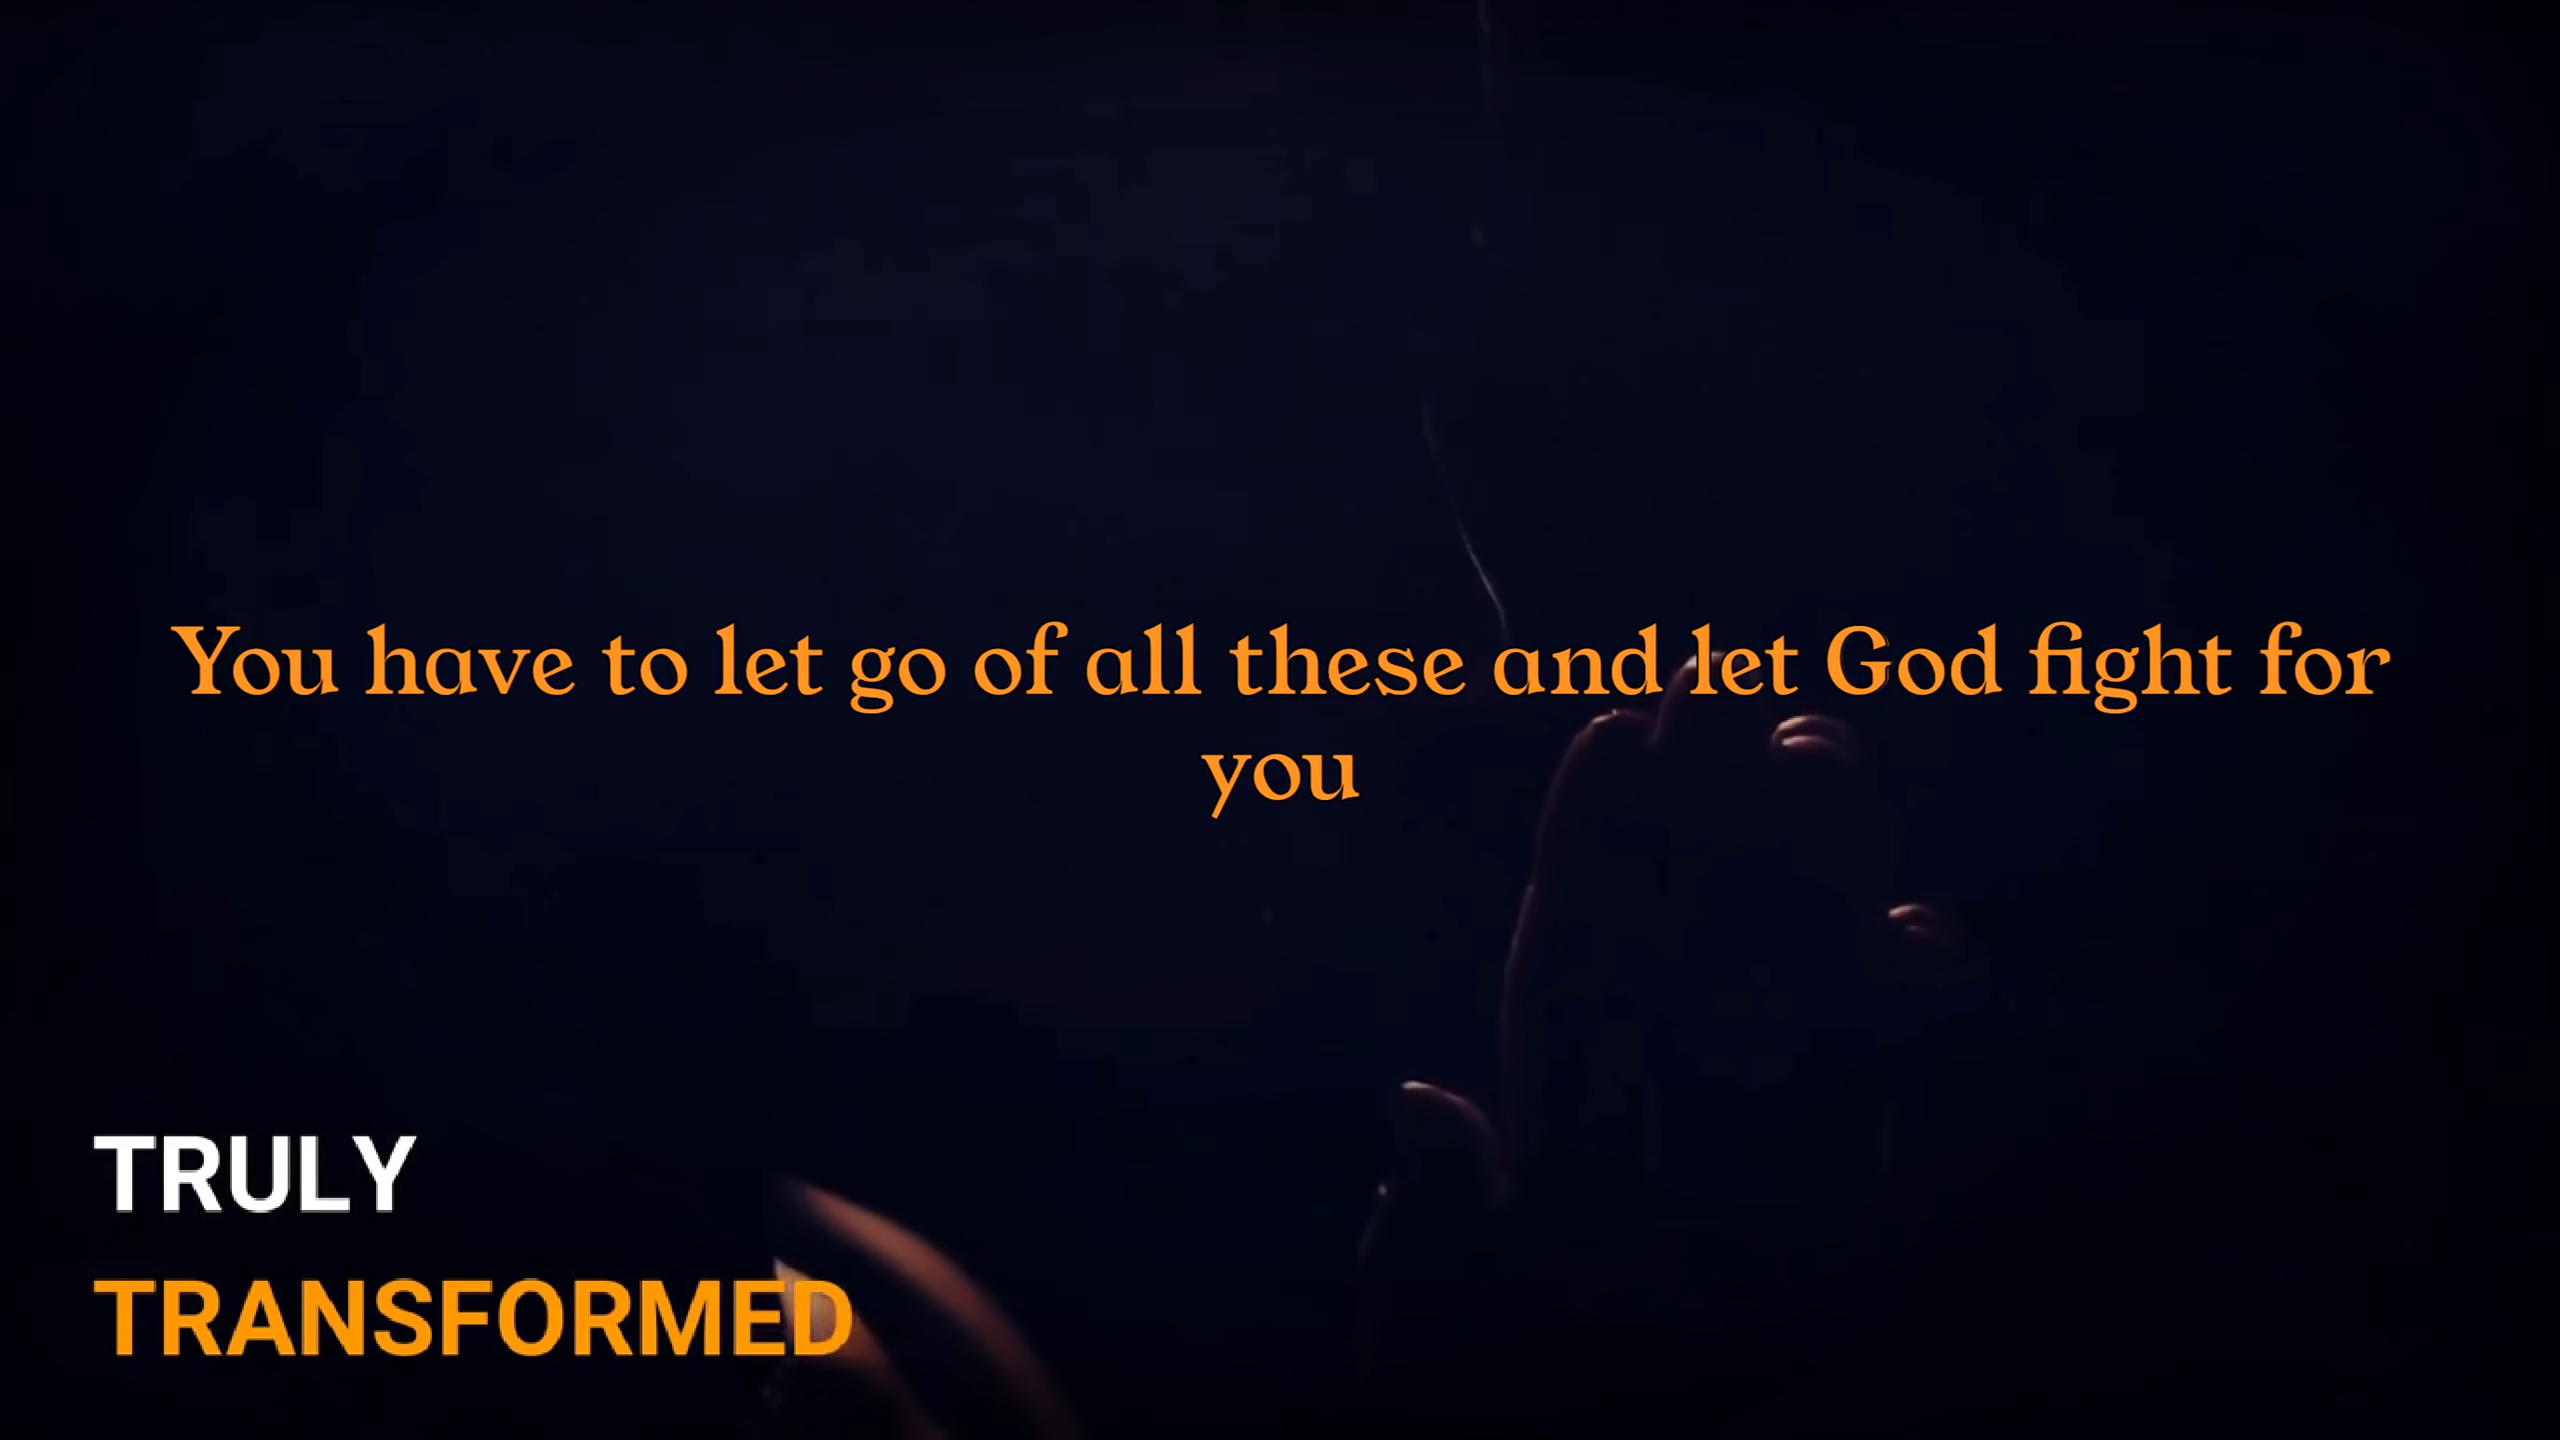 You have to let go of all these and let God fight for
you
TRULY
TRANSFORMED